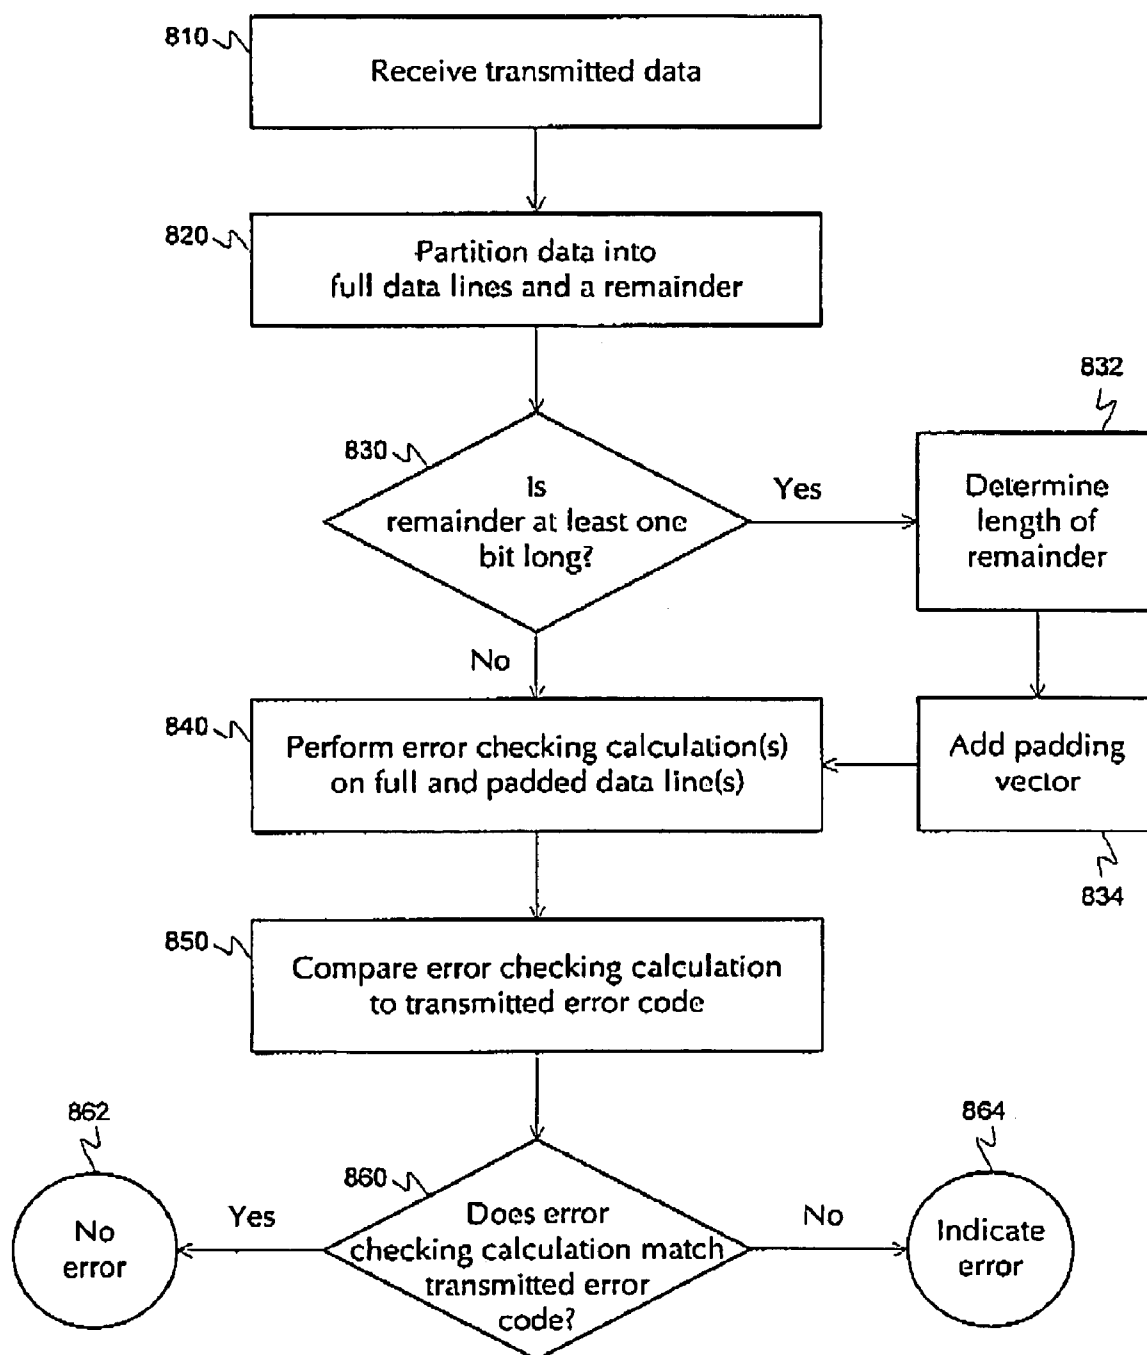 810
Receive transmitted data
820
Partition data into
full data lines and a remainder
832
830
Is
remainder at least one
bit long?
Yes
Determine
length of
remainder
No
840
Perform error checking calculation(s)
on full and padded data line(s)
Add padding
vector
834
850
Compare error checking calculation
to transmitted error code
862
864
860
No
error
Yes
Does error
checking calculation match
transmitted error
code?
No
Indicate
error